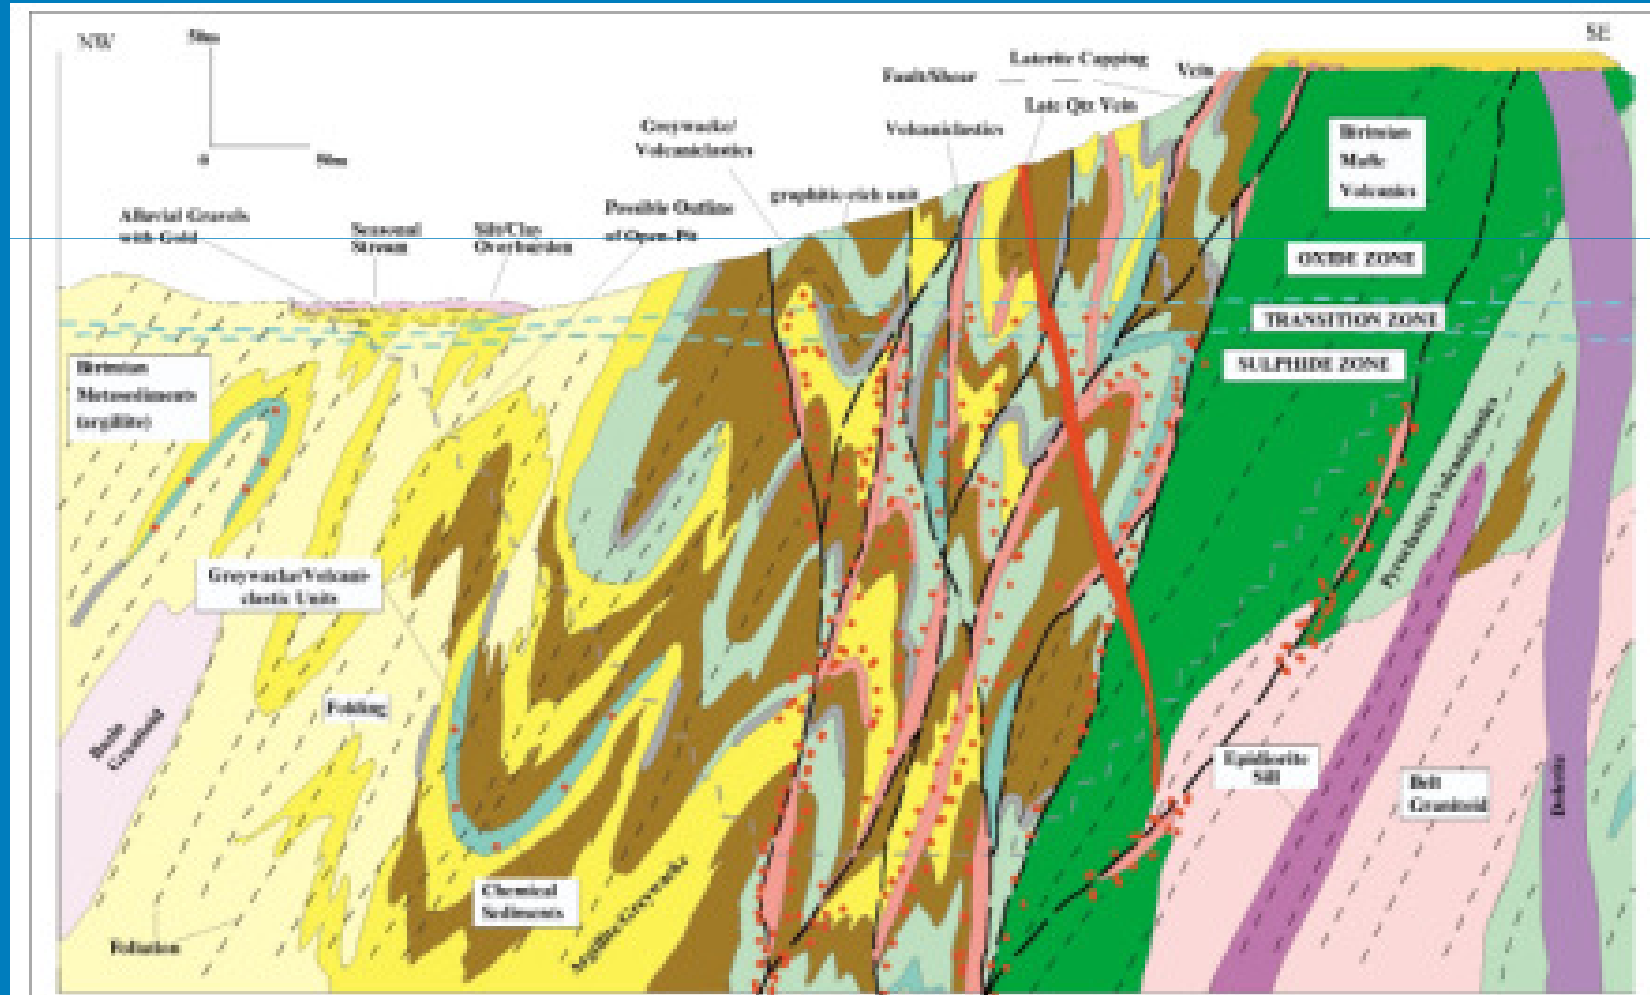 NW
SE
50m
0
50m
Laterite Capping
Vein
Fault/Shear
Late Qtz Vein
Greywacke/
Volcaniclastics
Volcaniclastics
graphitic-rich unit
Possible Outline
of Open-Pit
Alluvial Gravels
with Gold
Seasonal
Stream
Silt/Clay
Overburden
Birimian
Mafic
Volcanics
OXIDE ZONE
TRANSITION ZONE
SULPHIDE ZONE
Birimian
Metasediments
(argillite)
Greywacke/Volcani-
clastic Units
Pyroclastics/Volcaniclastics
Folding
Basin
Granitoid
Epidiorite
Sill
Belt
Granitoid
Dolerite
Chemical
Sediments
Argillite/Greywacke
Foliation